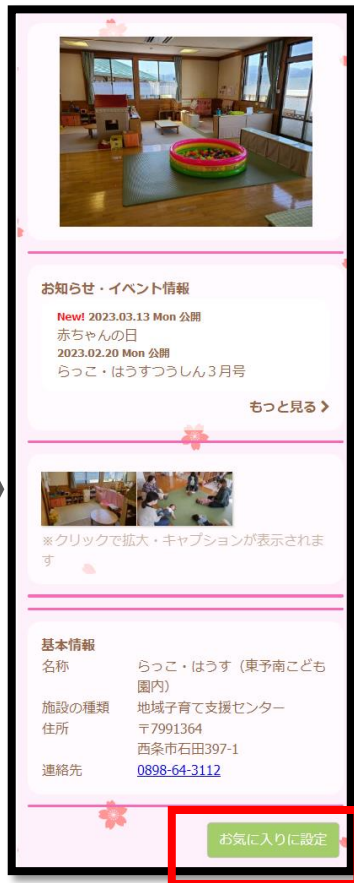 お知らせ・イベント情報
New! 2023.03.13 Mon 公開
赤ちゃんの日
2023.02.20 Mon 公開
らっこ・はうすつうしん３月号
もっと見る
※クリックで拡大・キャプションが表示されま
す
基本情報
名称 らっこ・はうす（東予南こども
園内）
施設の種類 地域子育て支援センター
住所 〒7991364
西条市石田397-1
連絡先 0898-64-3112
お気に入りに設定